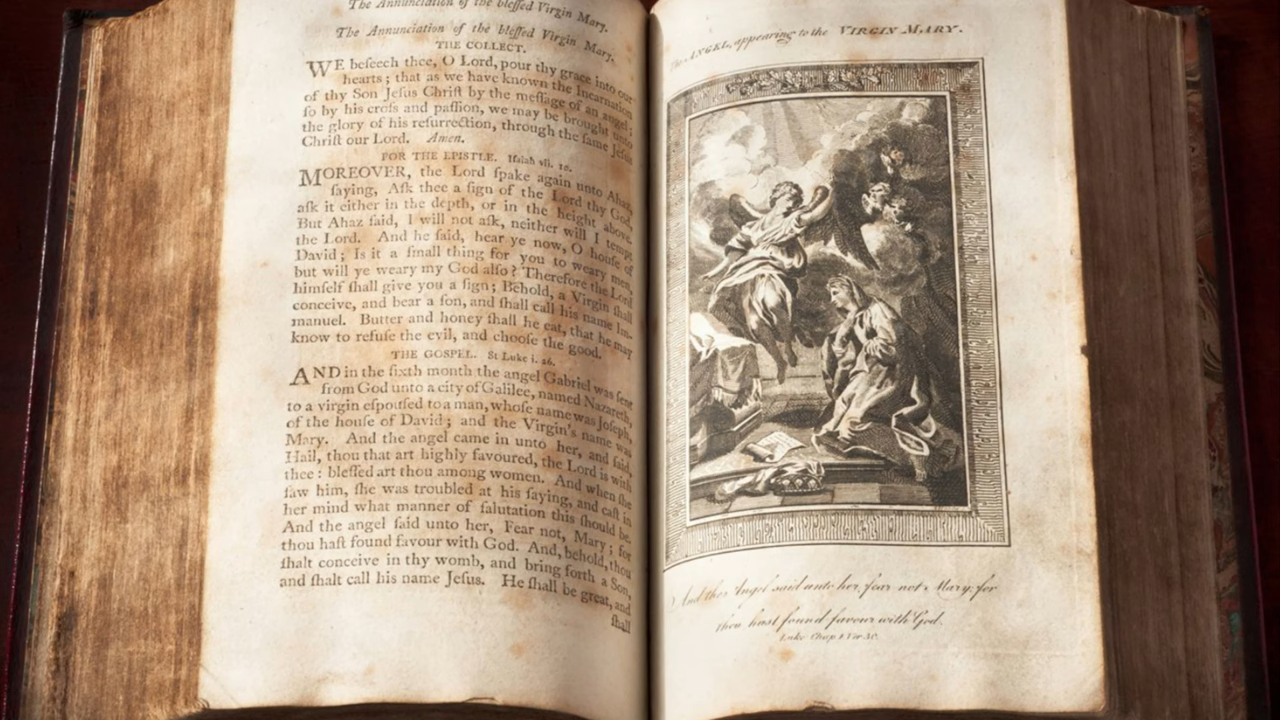 The Annunciation of the bleſſed Virgin Mary.
The Annunciation of the bleſſed Virgin Mary.
THE COLLECT.
WE beſeech thee, O Lord, pour thy grace into our
hearts; that as we have known the Incarnation
of thy Son Jeſus Chriſt by the meſſage of an angel;
ſo by his croſs and paſſion, we may be brought unto
the glory of his reſurrection, through the ſame Jeſus
Chriſt our Lord. Amen.
FOR THE EPISTLE. Iſaiah vii. 10.
MOREOVER, the Lord ſpake again unto Ahaz,
ſaying, Aſk thee a ſign of the Lord thy God,
aſk it either in the depth, or in the height above.
But Ahaz ſaid, I will not aſk, neither will I tempt
the Lord. And he ſaid, hear ye now, O houſe of
David; Is it a ſmall thing for you to weary men,
but will ye weary my God alſo? Therefore the Lord
himſelf ſhall give you a ſign; Behold, a Virgin ſhall
conceive, and bear a ſon, and ſhall call his name Im-
manuel. Butter and honey ſhall he eat, that he may
know to refuſe the evil, and chooſe the good.
THE GOSPEL. St Luke i. 26.
AND in the ſixth month the angel Gabriel was ſent
from God unto a city of Galilee, named Nazareth,
to a virgin eſpouſed to a man, whoſe name was Joſeph,
of the houſe of David; and the Virgin's name was
Mary. And the angel came in unto her, and ſaid,
Hail, thou that art highly favoured, the Lord is with
thee: bleſſed art thou among women. And when ſhe
ſaw him, ſhe was troubled at his ſaying, and caſt in
her mind what manner of ſalutation this ſhould be.
And the angel ſaid unto her, Fear not, Mary; for
thou haſt found favour with God. And, behold, thou
ſhalt conceive in thy womb, and bring forth a Son,
and ſhalt call his name Jeſus. He ſhall be great, and
ſhall
The ANGEL, appearing to the VIRGIN MARY.
And the Angel said unto her, fear not, Mary; for
thou hast found favour with God.
Luke Chap I. Ver 30.